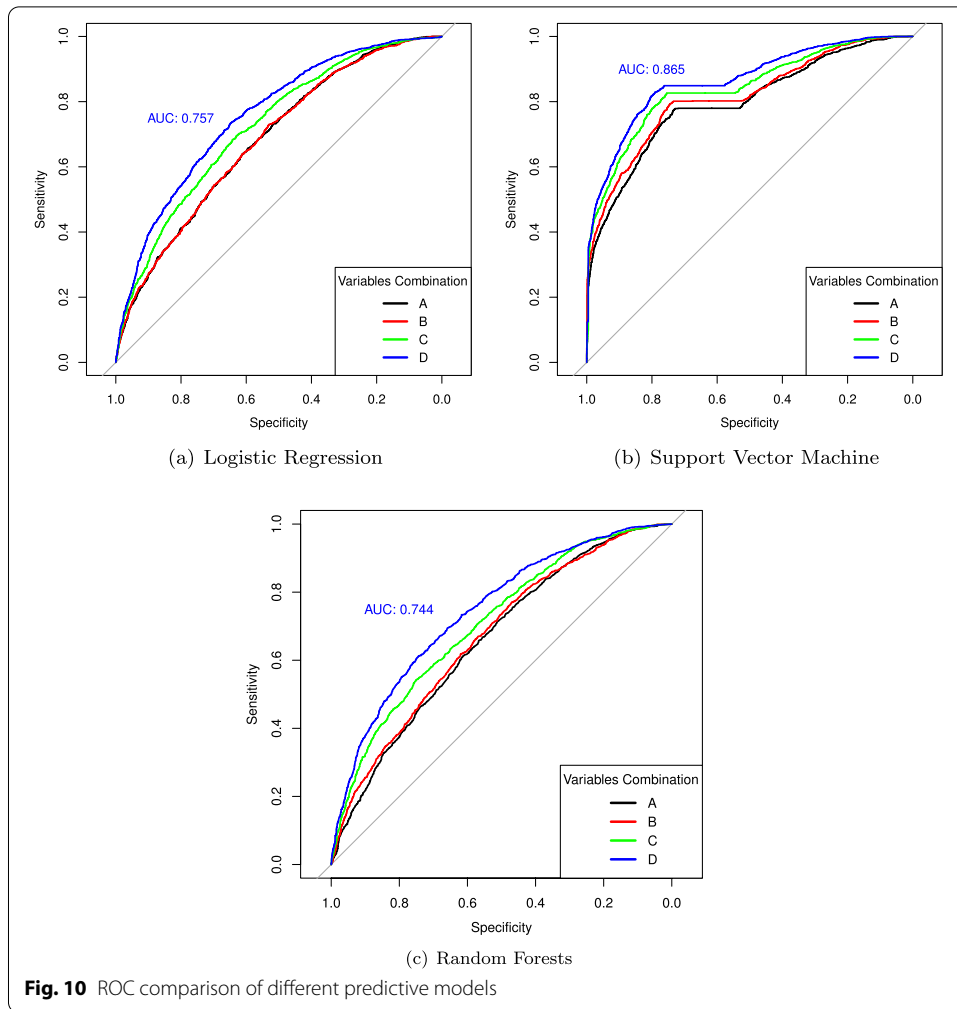 1.0
0.8
0.6
0.4
0.2
0.0
Sensitivity
AUC: 0.757
Variables Combination
A
B
C
D
1.0 0.8 0.6 0.4 0.2 0.0
Specificity
(a) Logistic Regression
1.0
0.8
0.6
0.4
0.2
0.0
Sensitivity
AUC: 0.865
Variables Combination
A
B
C
D
1.0 0.8 0.6 0.4 0.2 0.0
Specificity
(b) Support Vector Machine
1.0
0.8
0.6
0.4
0.2
0.0
Sensitivity
AUC: 0.744
Variables Combination
A
B
C
D
1.0 0.8 0.6 0.4 0.2 0.0
Specificity
(c) Random Forests
Fig. 10 ROC comparison of different predictive models